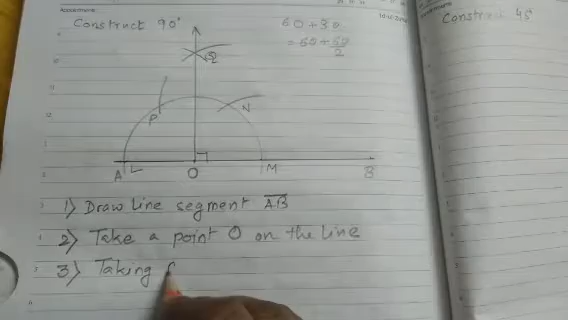 Construct 90°
60+30
= 60+60/2
Construct 45°
Q
P
N
A
L
O
M
B
1) Draw line segment AB
2) Take a point O on the line
3) Taking